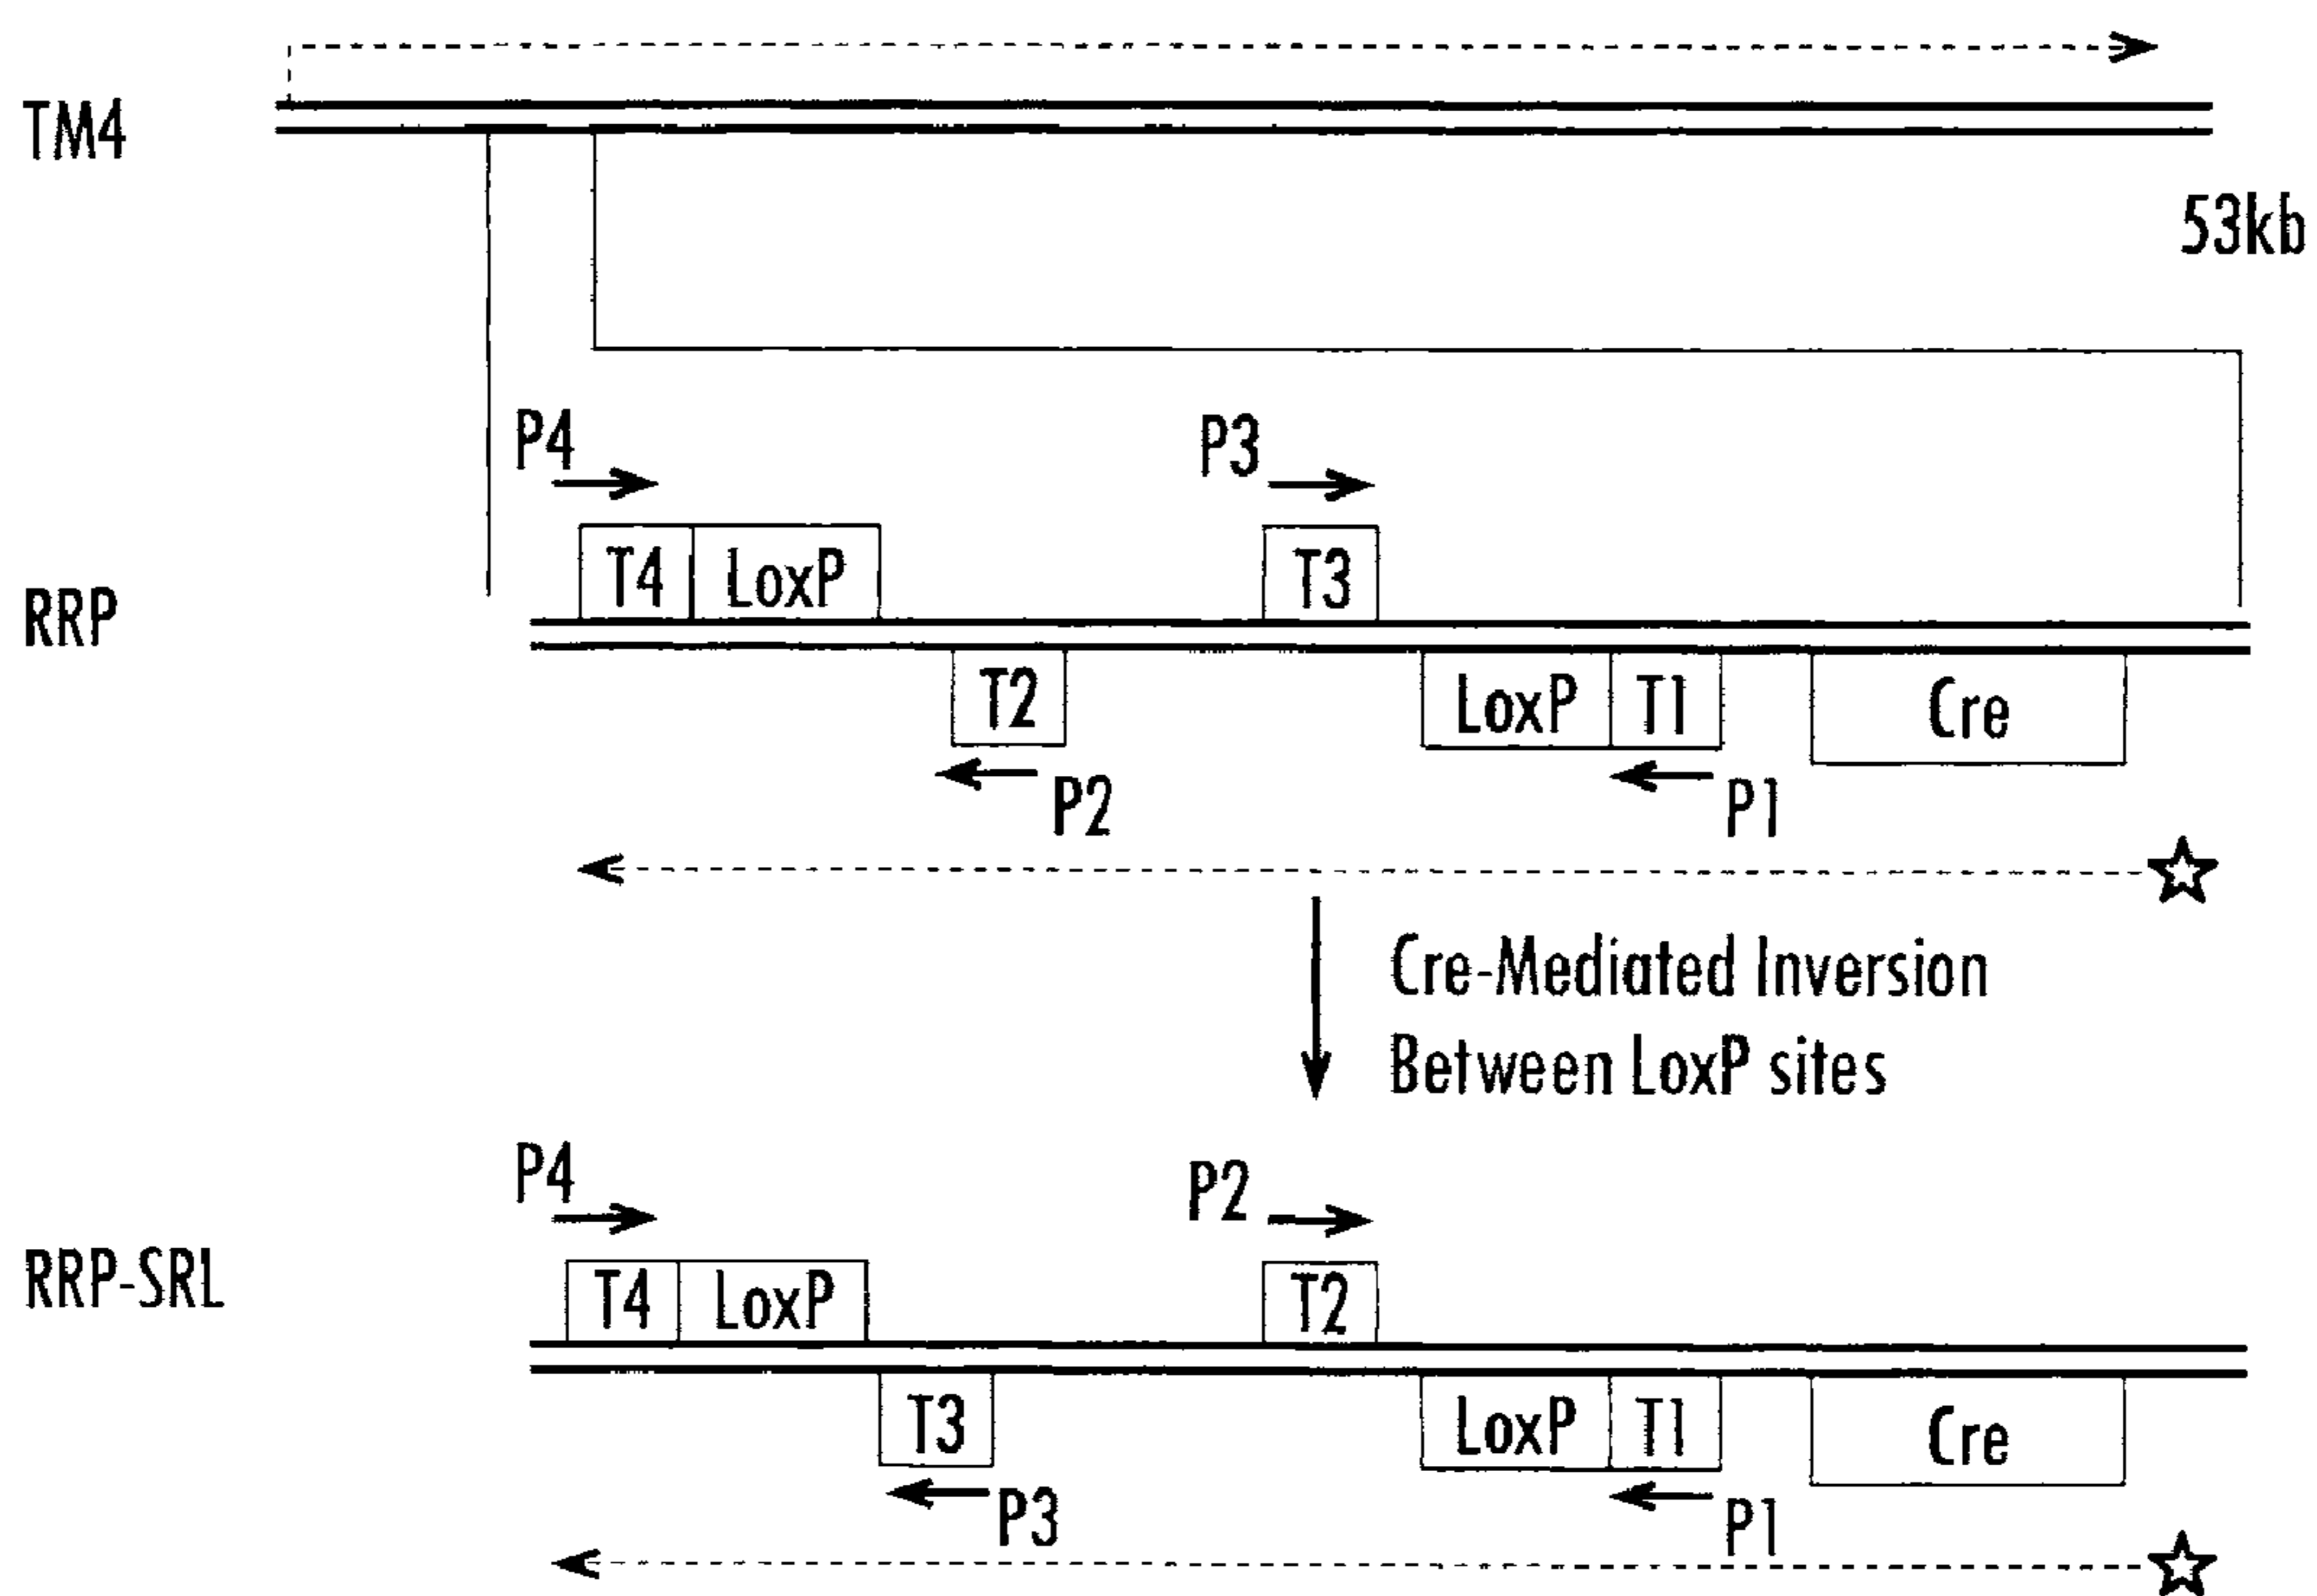 TM4
53kb
P4
P3
T4 LoxP
T3
RRP
T2
LoxP T1
Cre
P2
P1
Cre-Mediated Inversion
Between LoxP sites
P4
P2
RRP-SRL
T4 LoxP
T2
T3
LoxP T1
Cre
P3
P1